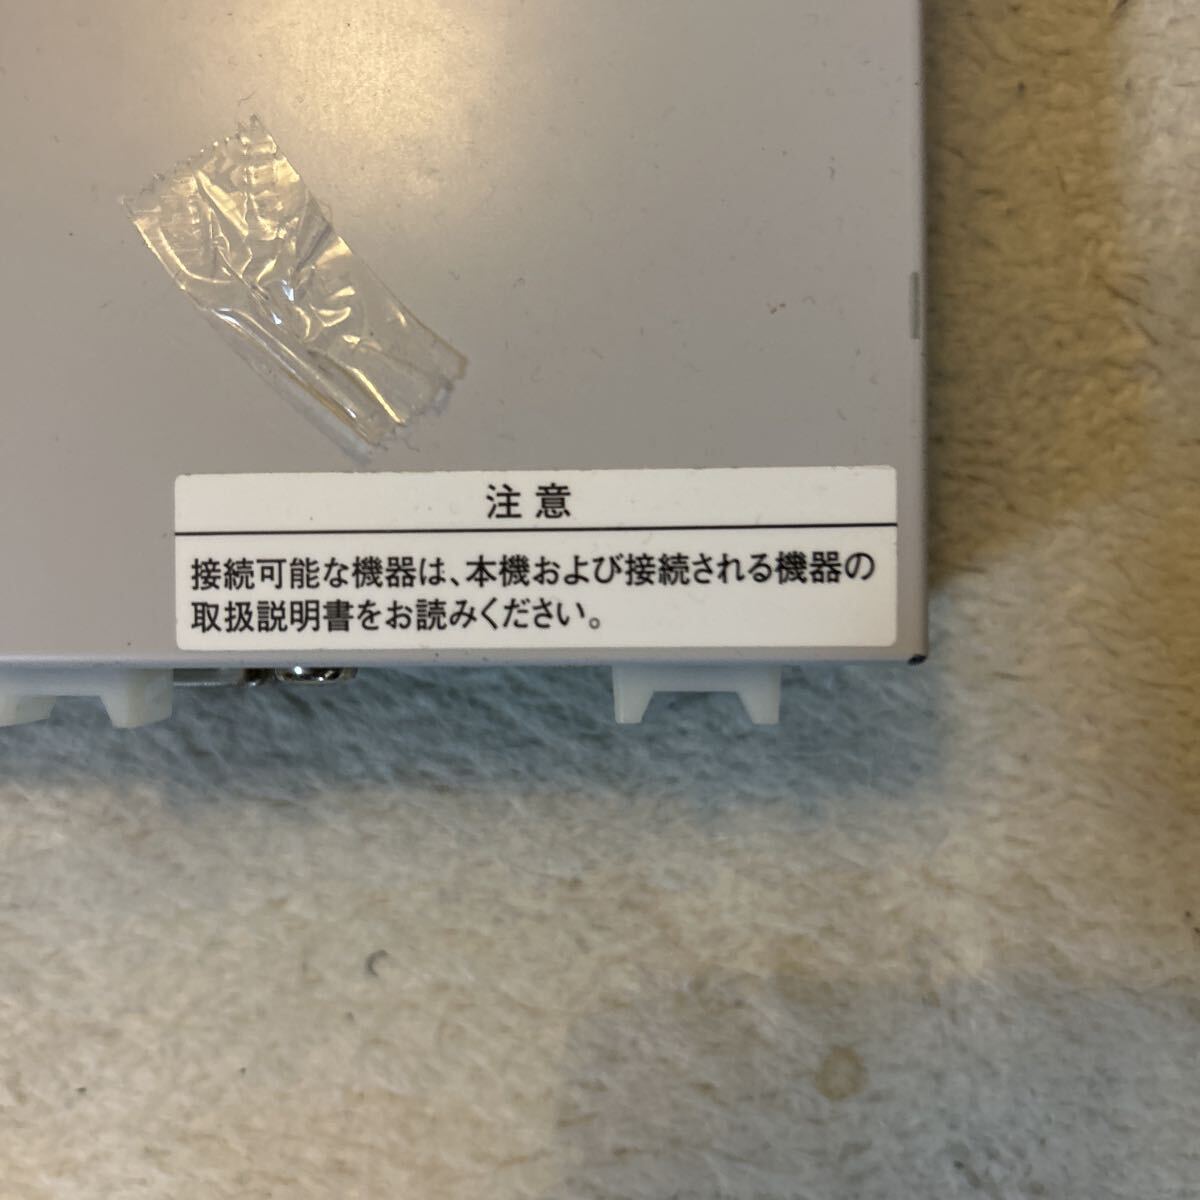 注意
接続可能な機器は、本機および接続される機器の
取扱説明書をお読みください。